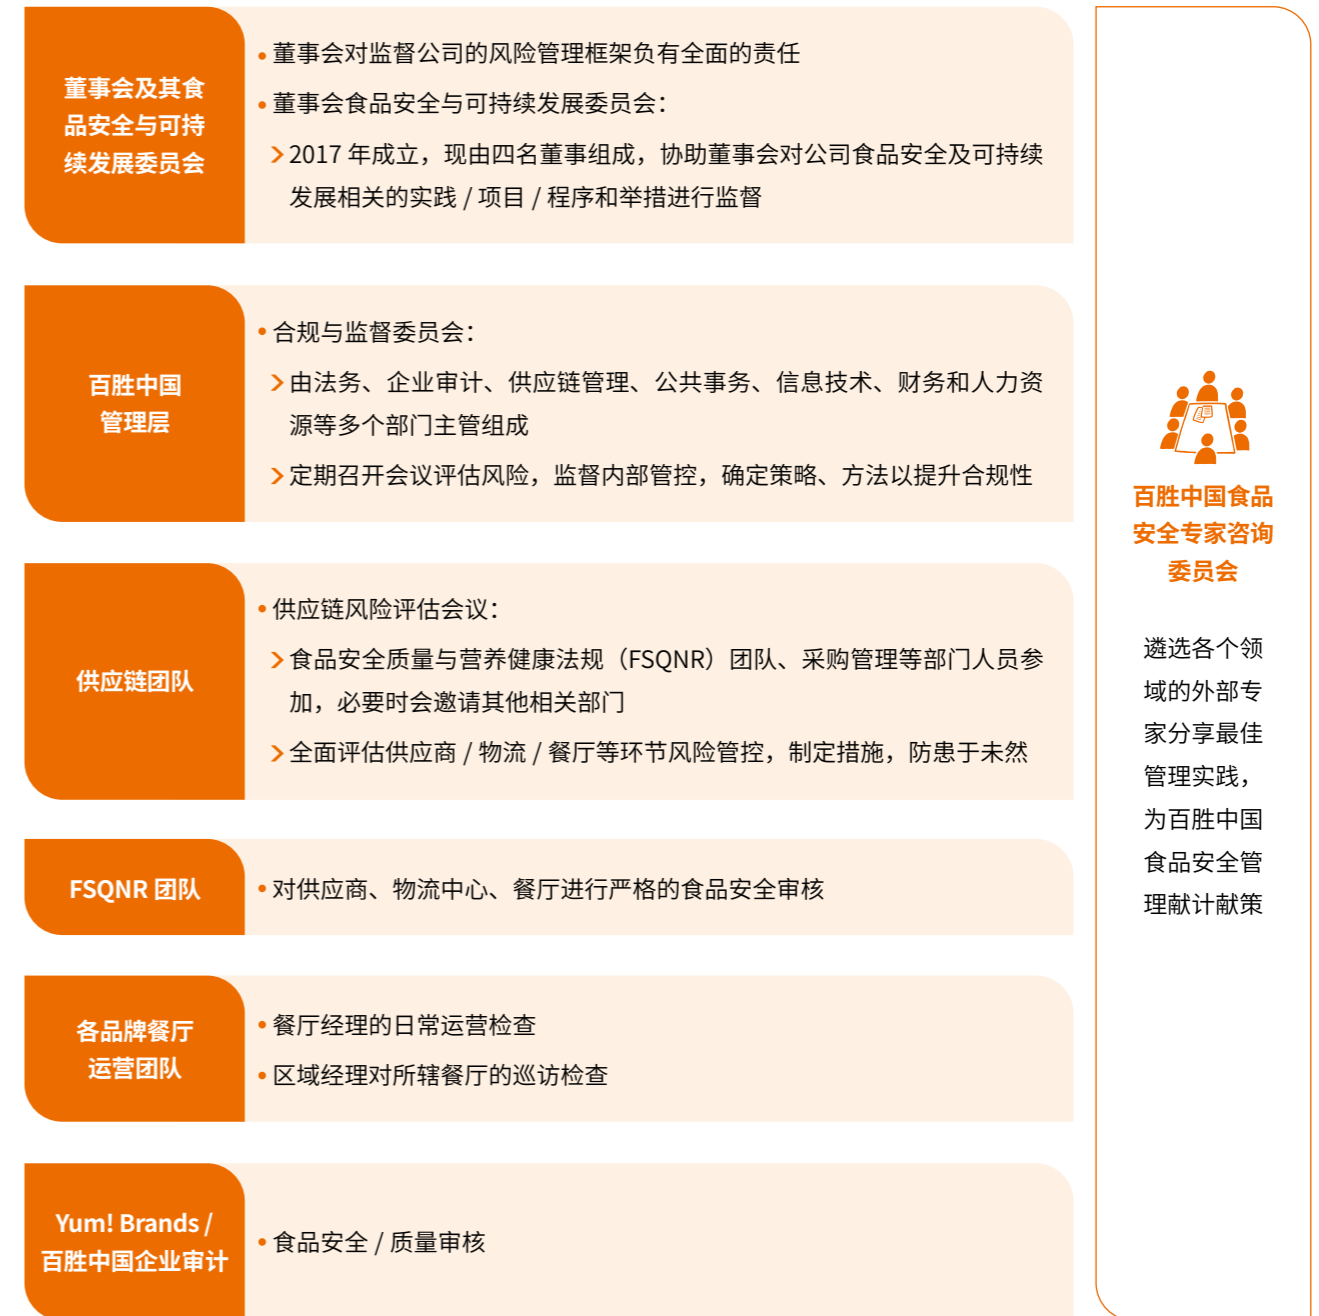 董事会及其食
品安全与可持
续发展委员会
• 董事会对监督公司的风险管理框架负有全面的责任
• 董事会食品安全与可持续发展委员会：
2017 年成立，现由四名董事组成，协助董事会对公司食品安全及可持续
发展相关的实践 / 项目 / 程序和举措进行监督
百胜中国
管理层
• 合规与监督委员会：
由法务、企业审计、供应链管理、公共事务、信息技术、财务和人力资
源等多个部门主管组成
定期召开会议评估风险，监督内部管控，确定策略、方法以提升合规性
供应链团队
• 供应链风险评估会议：
食品安全质量与营养健康法规（FSQNR）团队、采购管理等部门人员参
加，必要时会邀请其他相关部门
全面评估供应商 / 物流 / 餐厅等环节风险管控，制定措施，防患于未然
FSQNR 团队
• 对供应商、物流中心、餐厅进行严格的食品安全审核
各品牌餐厅
运营团队
• 餐厅经理的日常运营检查
• 区域经理对所辖餐厅的巡访检查
Yum! Brands /
百胜中国企业审计
• 食品安全 / 质量审核
百胜中国食品
安全专家咨询
委员会
遴选各个领
域的外部专
家分享最佳
管理实践，
为百胜中国
食品安全管
理献计献策